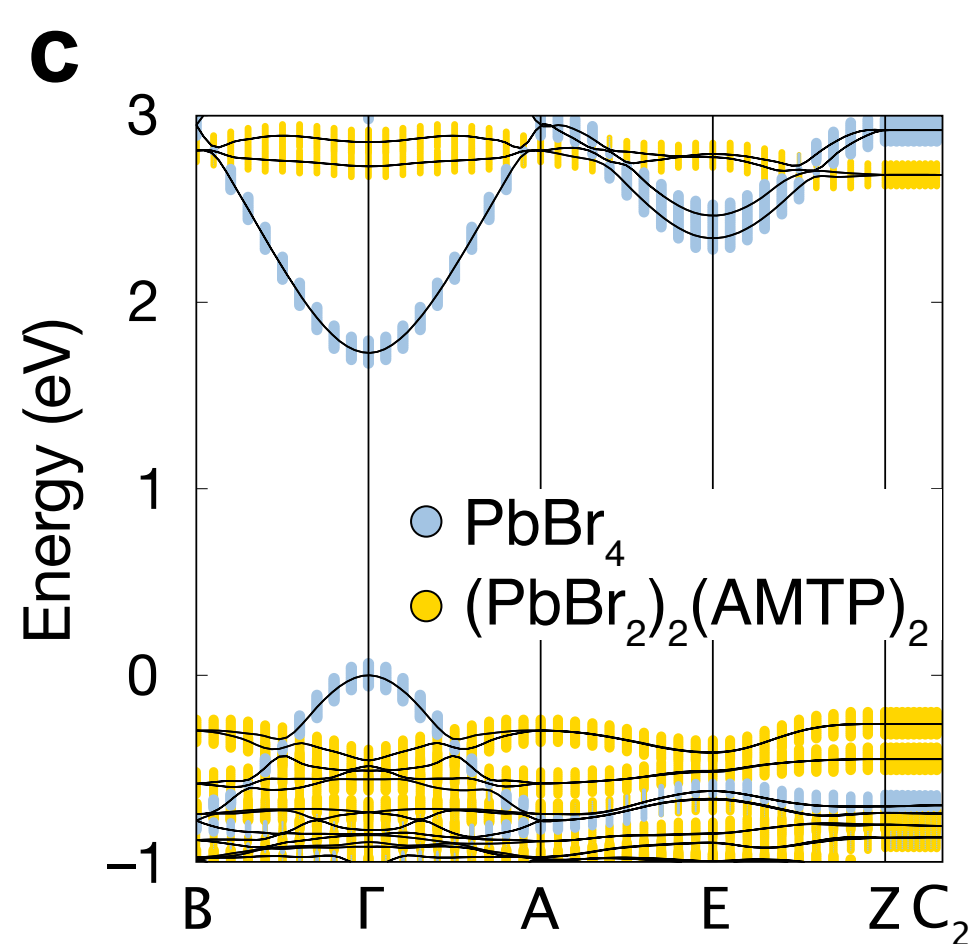 c
Energy (eV)
3
2
1
0
−1
PbBr₄
(PbBr₂)₂(AMTP)₂
B Γ A E Z C₂